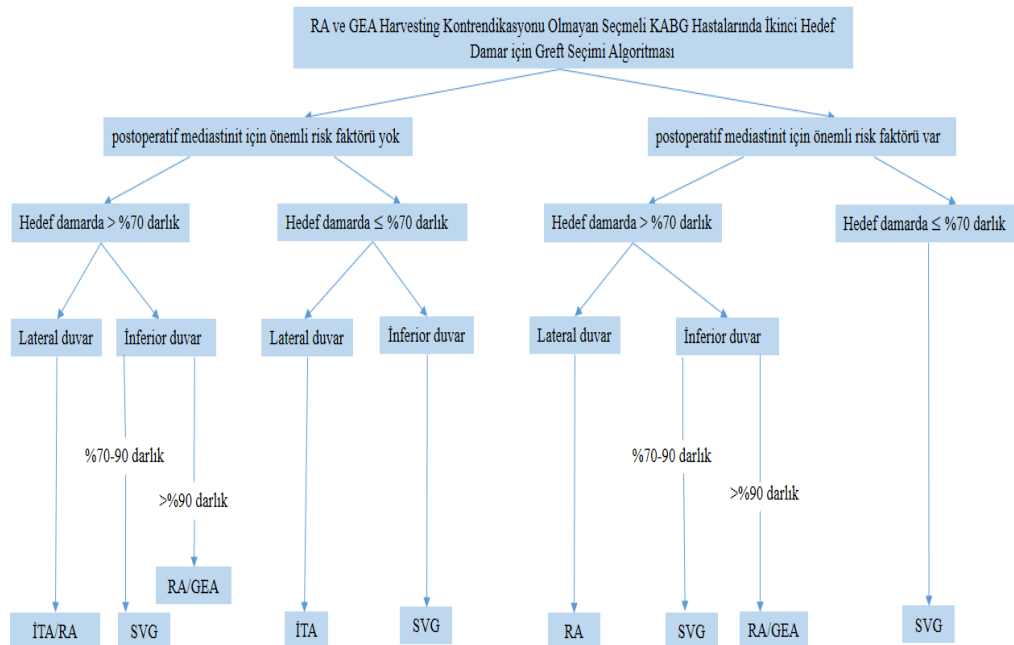 RA ve GEA Harvesting Kontrendikasyonu Olmayan Seçmeli KABG Hastalarında İkinci Hedef
Damar için Greft Seçimi Algoritması
postoperatif mediastinit için önemli risk faktörü yok
postoperatif mediastinit için önemli risk faktörü var
Hedef damarda > %70 darlık
Hedef damarda ≤ %70 darlık
Hedef damarda > %70 darlık
Hedef damarda ≤ %70 darlık
Lateral duvar
İnferior duvar
Lateral duvar
İnferior duvar
Lateral duvar
İnferior duvar
%70-90 darlık
%70-90 darlık
>%90 darlık
>%90 darlık
RA/GEA
İTA/RA
SVG
İTA
SVG
RA
SVG
RA/GEA
SVG